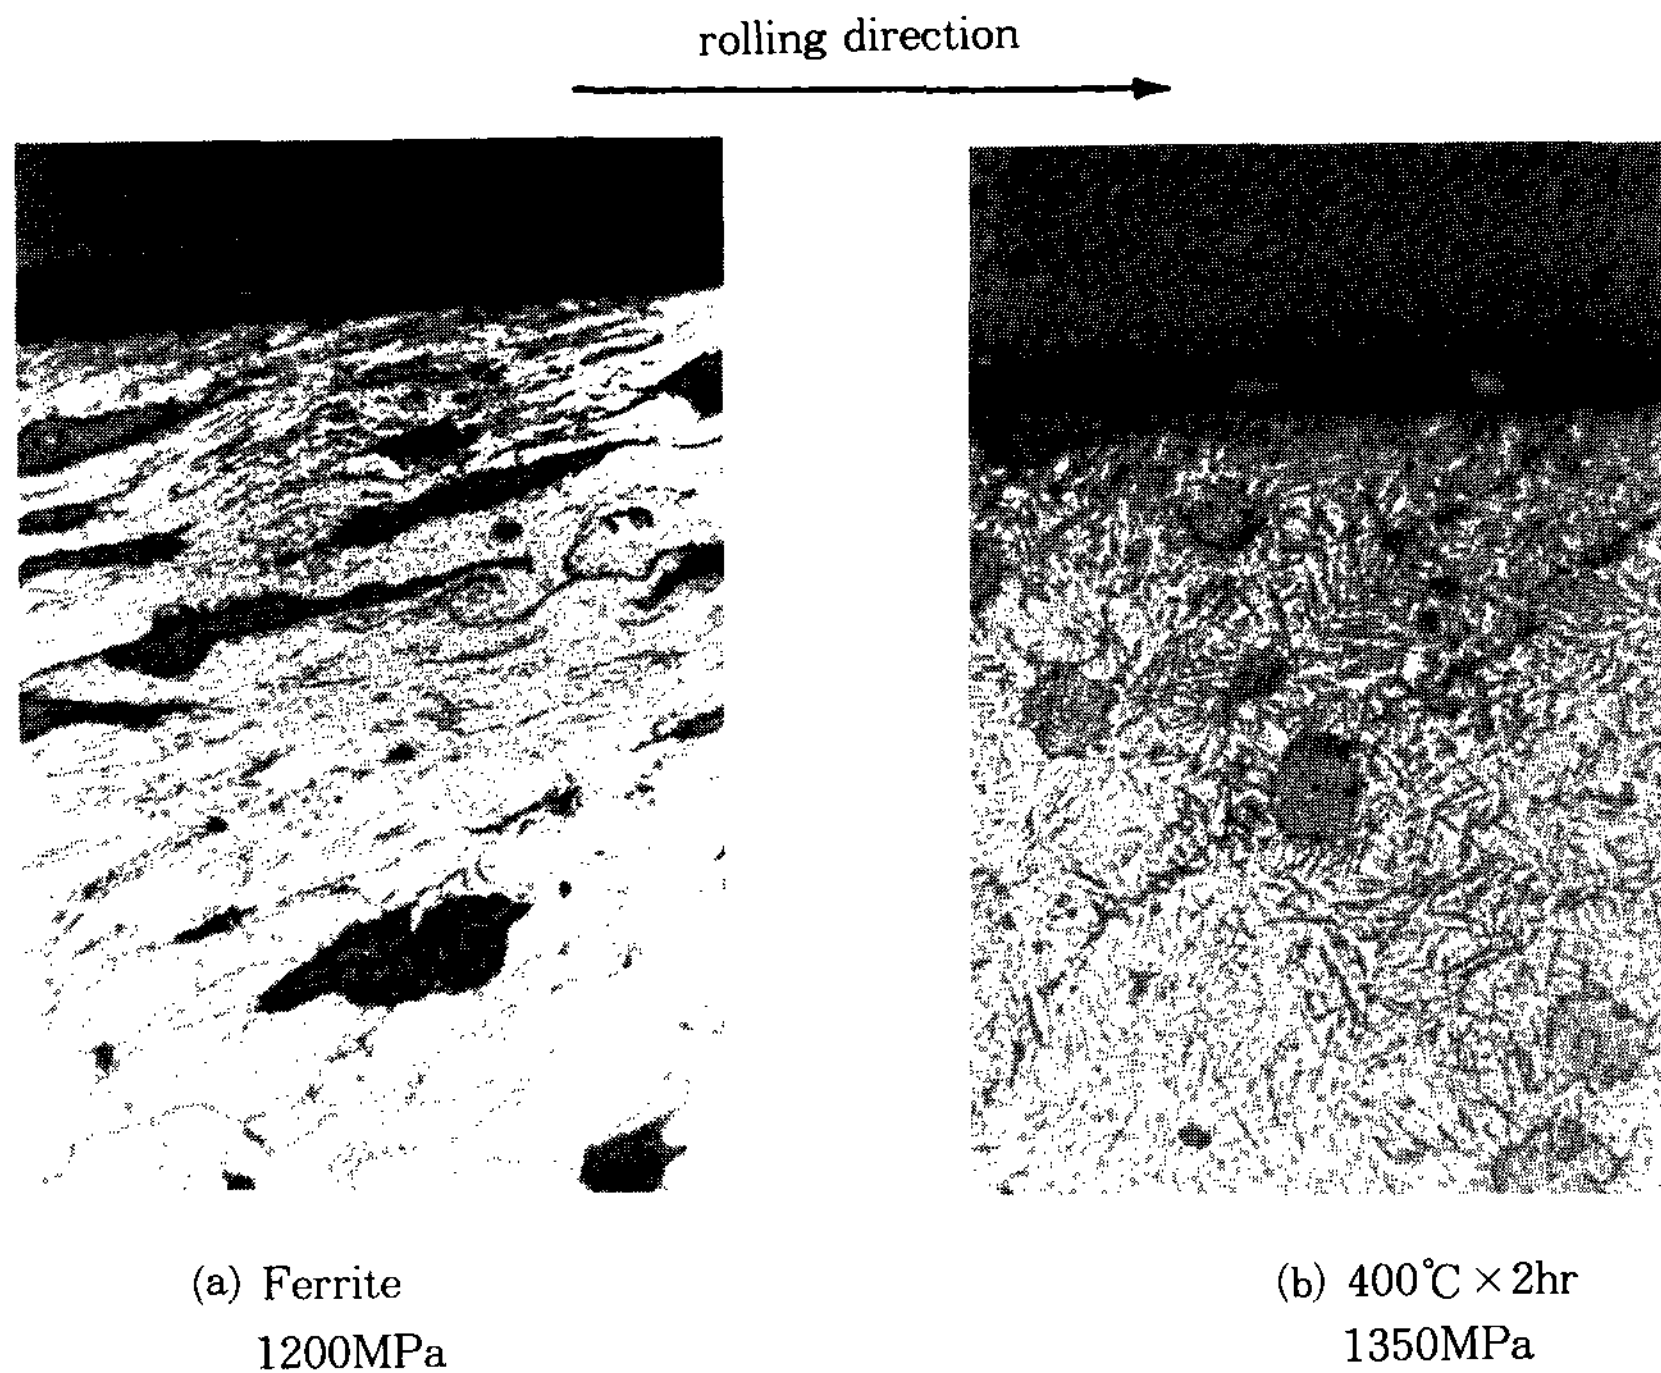 rolling direction
(a) Ferrite
1200MPa
(b) 400℃×2hr
1350MPa